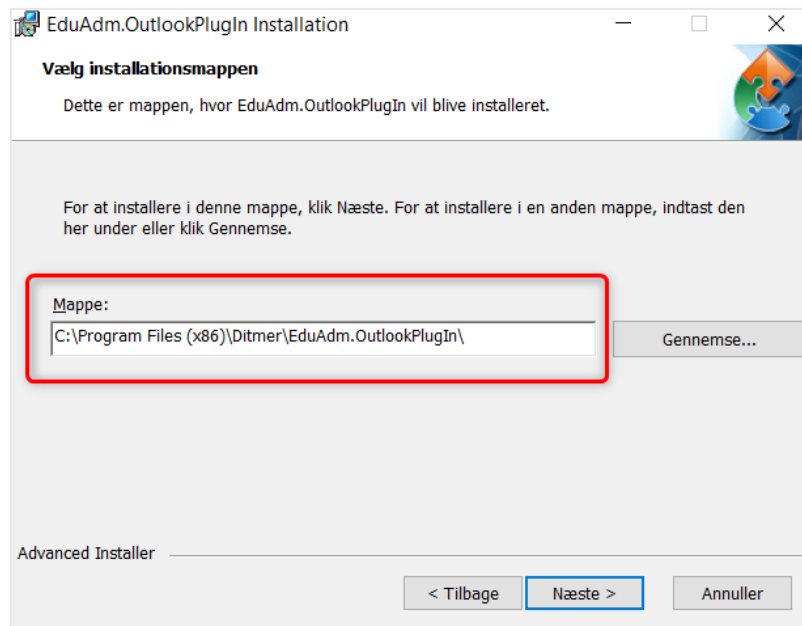 EduAdm.OutlookPlugIn Installation
Vælg installationsmappen
Dette er mappen, hvor EduAdm.OutlookPlugIn vil blive installeret.
For at installere i denne mappe, klik Næste. For at installere i en anden mappe, indtast den
her under eller klik Gennemse.
Mappe:
C:\Program Files (x86)\Ditmer\EduAdm.OutlookPlugIn\
Gennemse...
Advanced Installer
< Tilbage
Næste >
Annuller